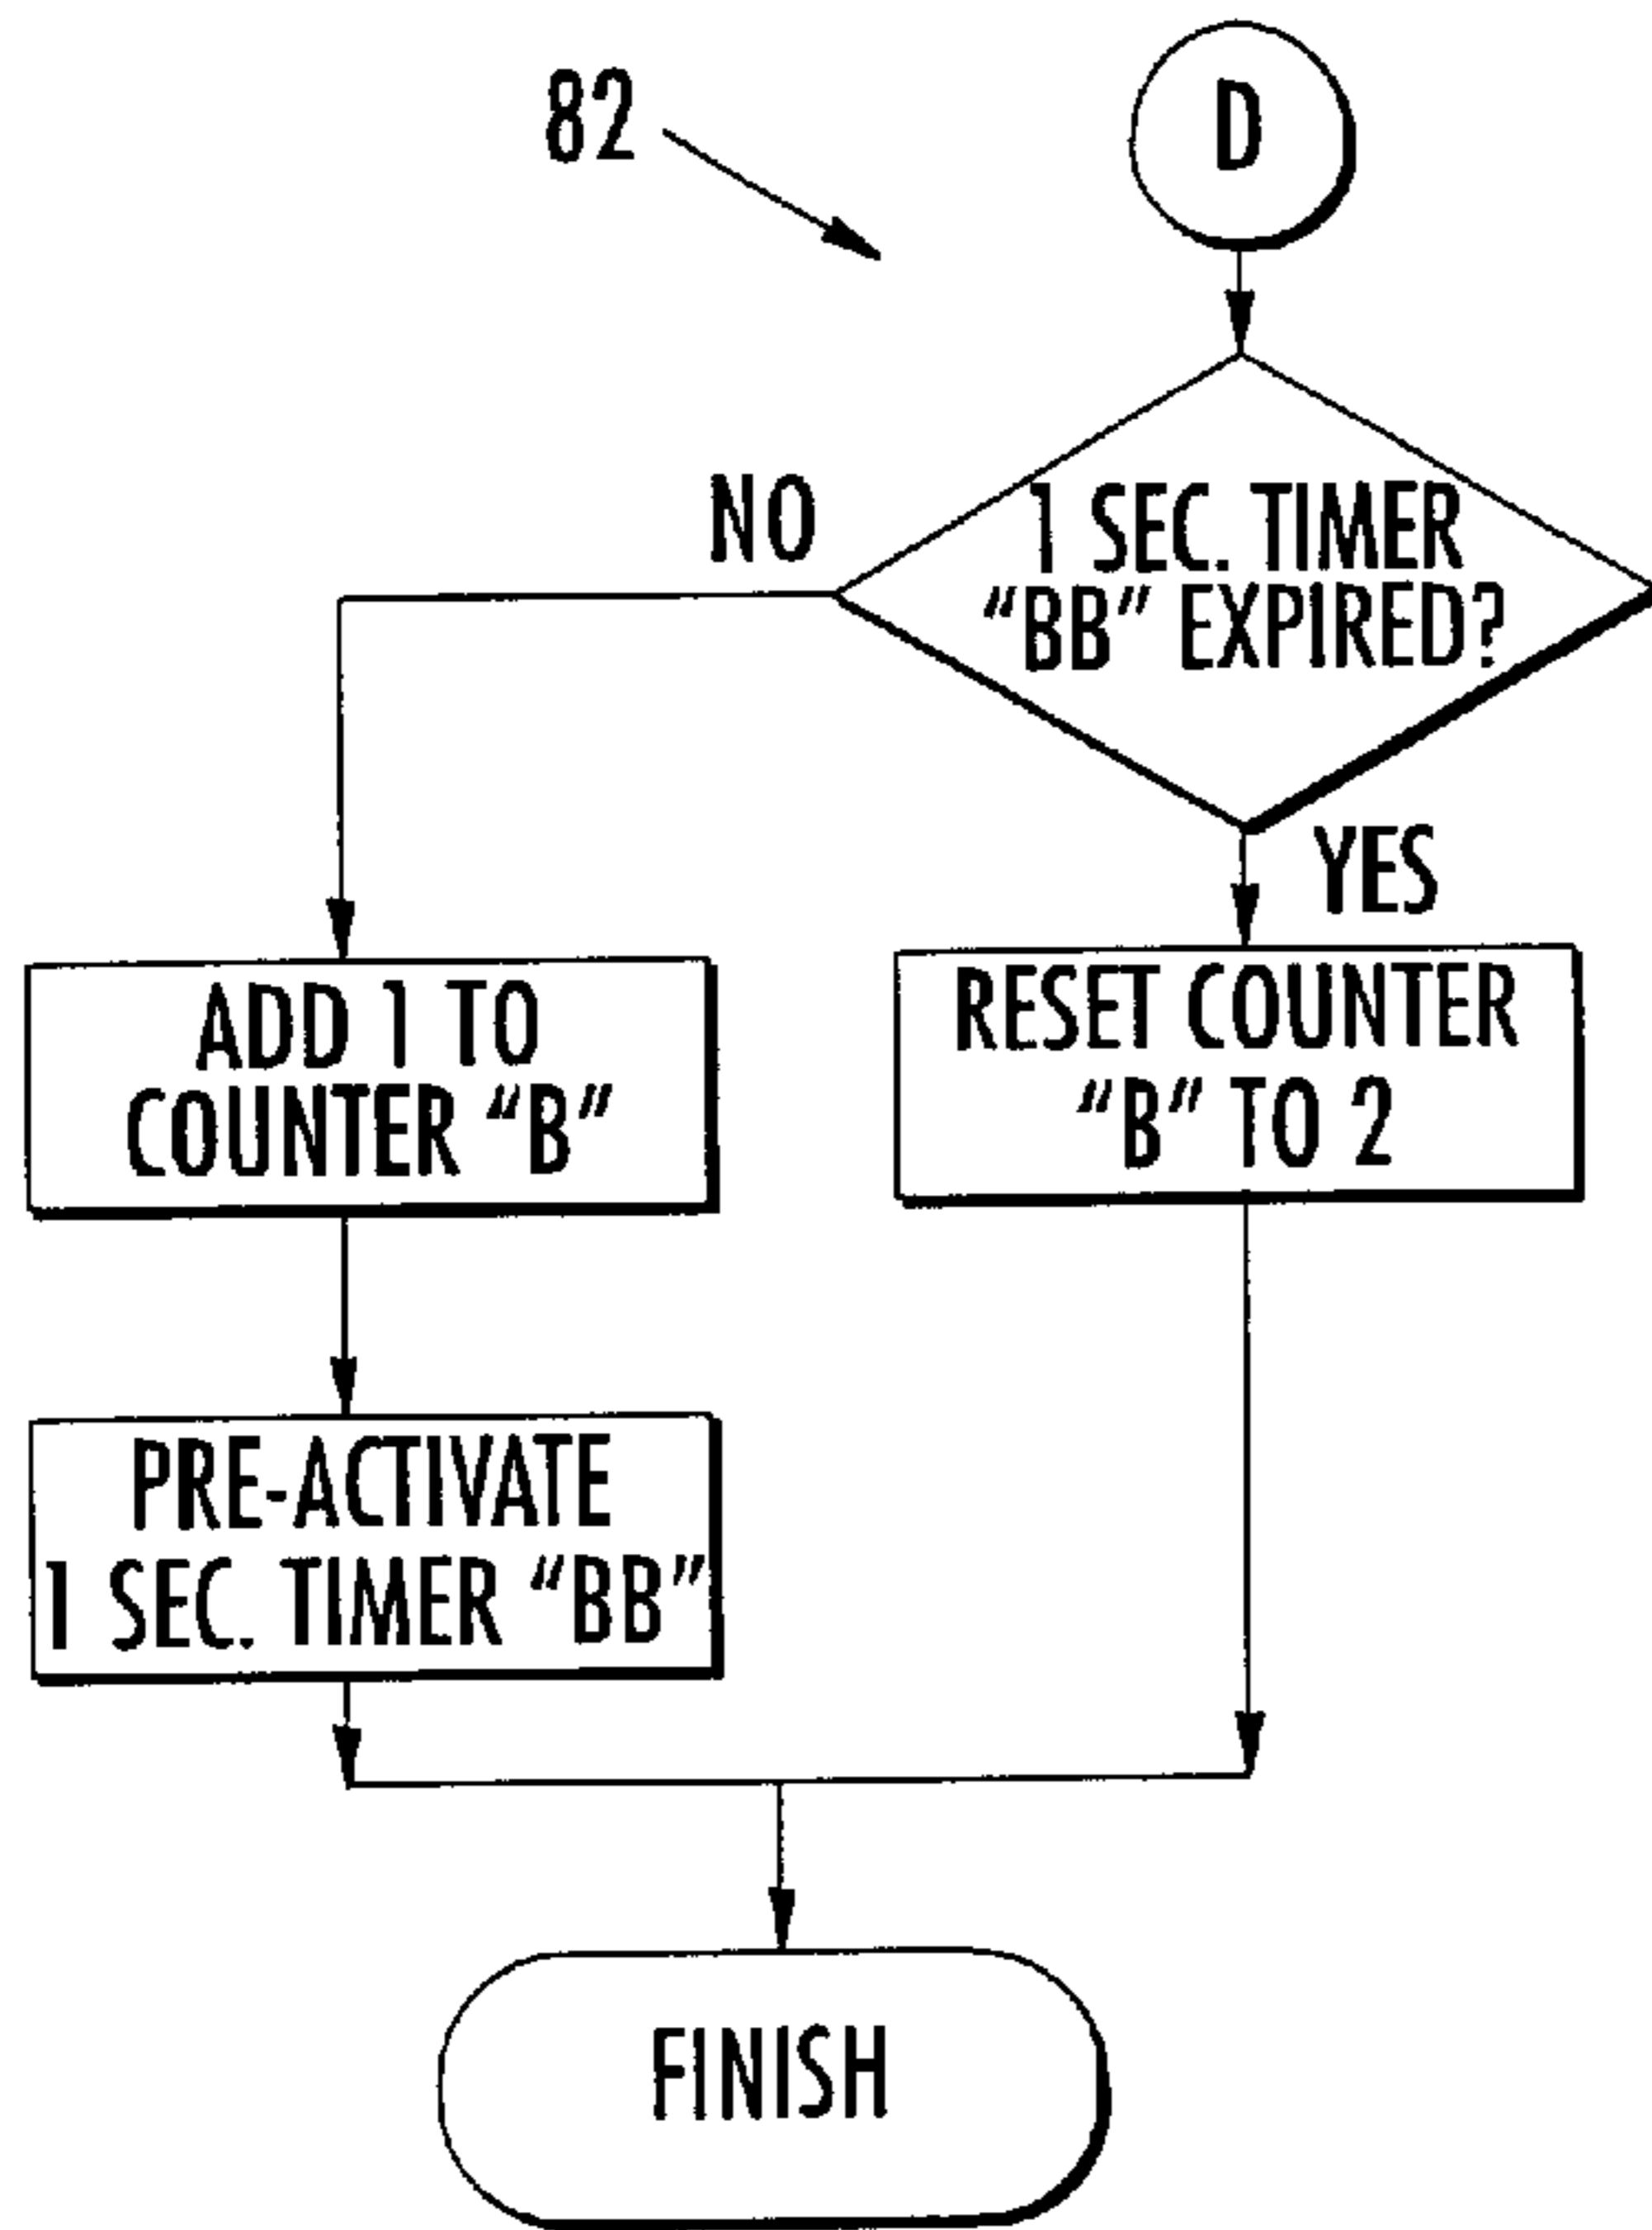 82
D
NO
1 SEC. TIMER
"BB" EXPIRED?
YES
ADD 1 TO
COUNTER "B"
RESET COUNTER
"B" TO 2
PRE-ACTIVATE
1 SEC. TIMER "BB"
FINISH